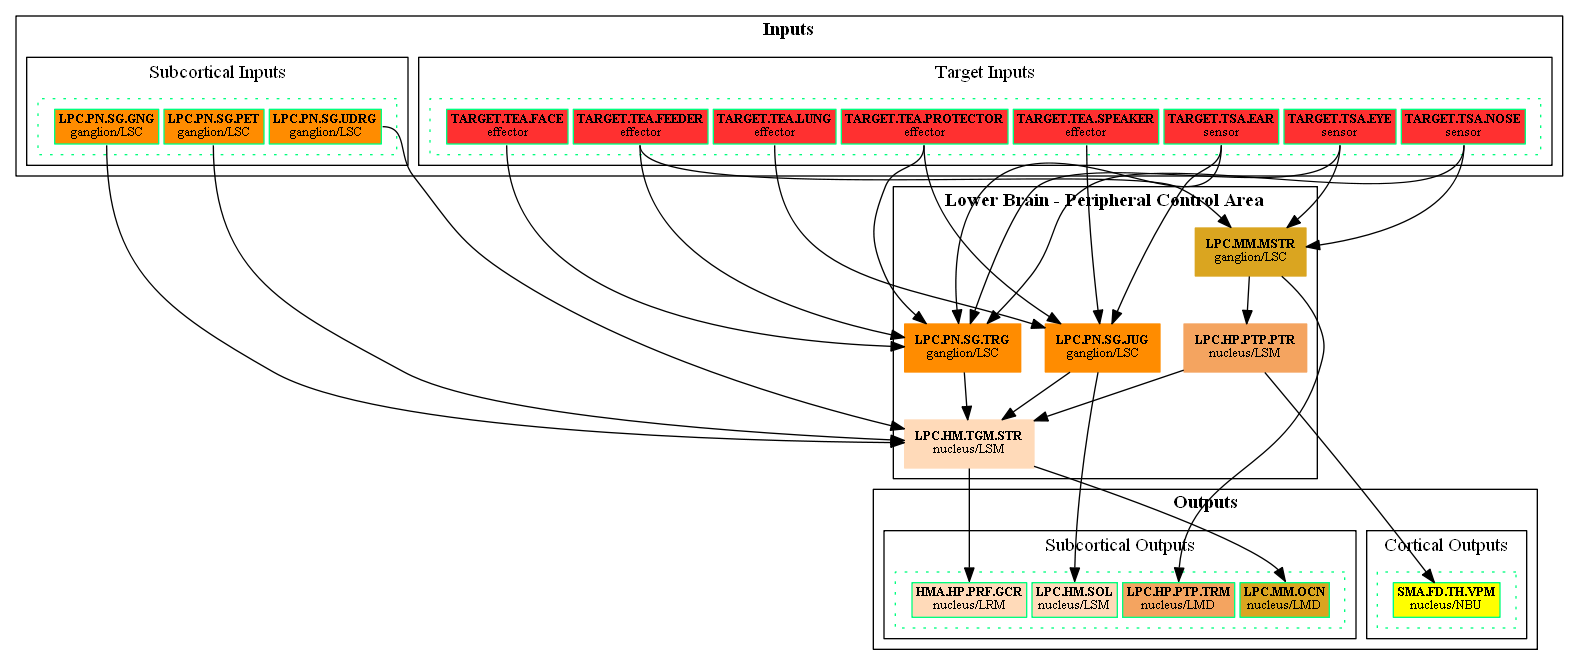 Inputs
Subcortical Inputs
Target Inputs
LPC.PN.SG.GNG
ganglion/LSC
LPC.PN.SG.PET
ganglion/LSC
LPC.PN.SG.UDRG
ganglion/LSC
TARGET.TEA.FACE
effector
TARGET.TEA.FEEDER
effector
TARGET.TEA.LUNG
effector
TARGET.TEA.PROTECTOR
effector
TARGET.TEA.SPEAKER
effector
TARGET.TSA.EAR
sensor
TARGET.TSA.EYE
sensor
TARGET.TSA.NOSE
sensor
Lower Brain - Peripheral Control Area
LPC.MM.MSTR
ganglion/LSC
LPC.PN.SG.TRG
ganglion/LSC
LPC.PN.SG.JUG
ganglion/LSC
LPC.HP.PTP.PTR
nucleus/LSM
LPC.HM.TGM.STR
nucleus/LSM
Outputs
Subcortical Outputs
Cortical Outputs
HMA.HP.PRF.GCR
nucleus/LRM
LPC.HM.SOL
nucleus/LSM
LPC.HP.PTP.TRM
nucleus/LMD
LPC.MM.OCN
nucleus/LMD
SMA.FD.TH.VPM
nucleus/NBU